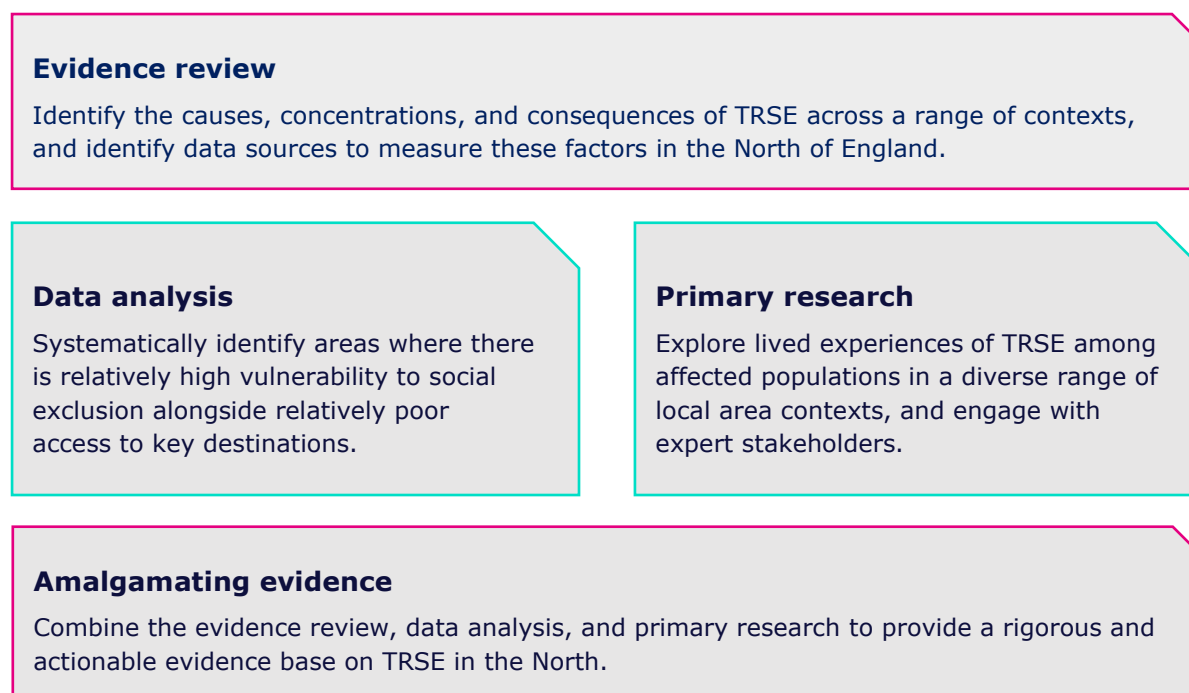 Evidence review
Identify the causes, concentrations, and consequences of TRSE across a range of contexts,
and identify data sources to measure these factors in the North of England.
Data analysis
Systematically identify areas where there
is relatively high vulnerability to social
exclusion alongside relatively poor
access to key destinations.
Primary research
Explore lived experiences of TRSE among
affected populations in a diverse range of
local area contexts, and engage with
expert stakeholders.
Amalgamating evidence
Combine the evidence review, data analysis, and primary research to provide a rigorous and
actionable evidence base on TRSE in the North.